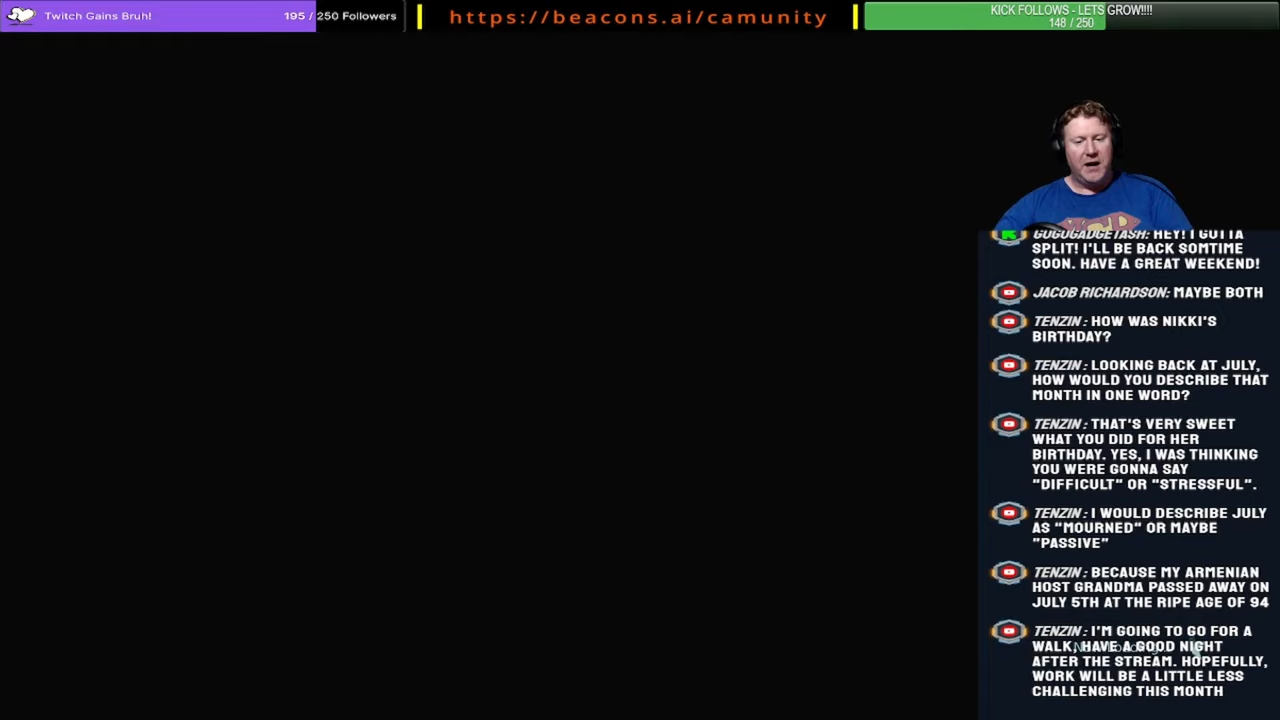 Twitch Gains Bruh! 195 / 250 Followers
https://beacons.ai/camunity
KICK FOLLOWS - LETS GROW!!!!
148 / 250
GUGUGADGETASH: HEY! I GOTTA
SPLIT! I'LL BE BACK SOMTIME
SOON. HAVE A GREAT WEEKEND!
JACOB RICHARDSON: MAYBE BOTH
TENZIN : HOW WAS NIKKI'S
BIRTHDAY?
TENZIN : LOOKING BACK AT JULY,
HOW WOULD YOU DESCRIBE THAT
MONTH IN ONE WORD?
TENZIN : THAT'S VERY SWEET
WHAT YOU DID FOR HER
BIRTHDAY. YES, I WAS THINKING
YOU WERE GONNA SAY
"DIFFICULT" OR "STRESSFUL".
TENZIN : I WOULD DESCRIBE JULY
AS "MOURNED" OR MAYBE
"PASSIVE"
TENZIN : BECAUSE MY ARMENIAN
HOST GRANDMA PASSED AWAY ON
JULY 5TH AT THE RIPE AGE OF 94
TENZIN : I'M GOING TO GO FOR A
WALK, HAVE A GOOD NIGHT
AFTER THE STREAM. HOPEFULLY,
WORK WILL BE A LITTLE LESS
CHALLENGING THIS MONTH